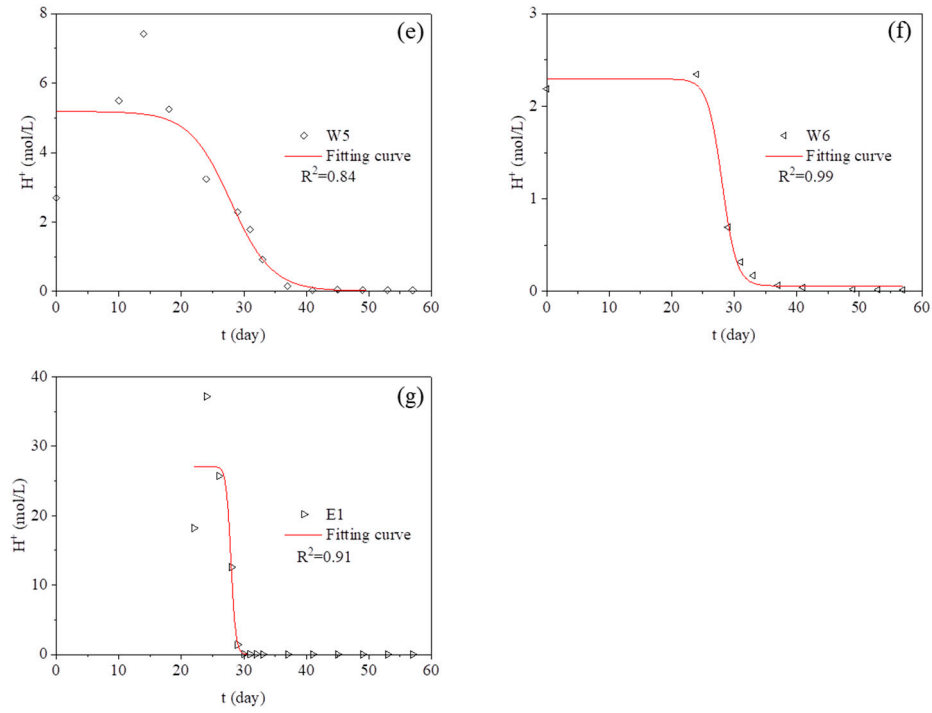 (e)
8
6
4
2
0
H⁺ (mol/L)
W5
Fitting curve
R²=0.84
0 10 20 30 40 50 60
t (day)
(f)
3
2
1
0
H⁺ (mol/L)
W6
Fitting curve
R²=0.99
0 10 20 30 40 50 60
t (day)
(g)
40
30
20
10
0
H⁺ (mol/L)
E1
Fitting curve
R²=0.91
0 10 20 30 40 50 60
t (day)